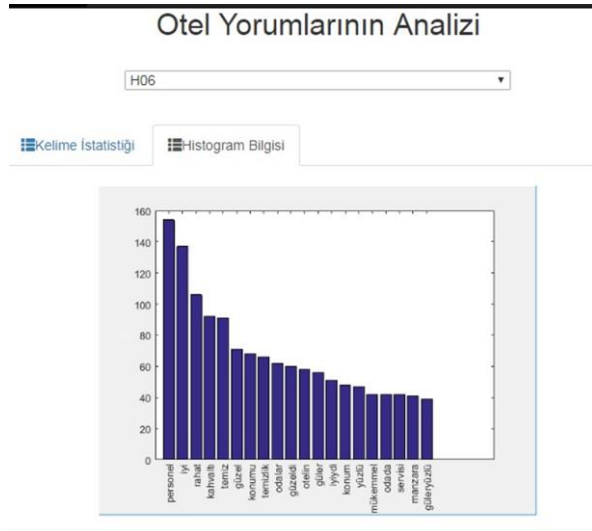 Otel Yorumlarının Analizi
H06
Kelime İstatistiği
Histogram Bilgisi
160
140
120
100
80
60
40
20
0
personel
iyi
rahat
kahvaltı
temiz
güzel
konumu
temizlik
odalar
güzeldi
otelin
güler
iyiydi
konum
yüzlü
mükemmel
odada
servisi
manzara
güleryüzlü